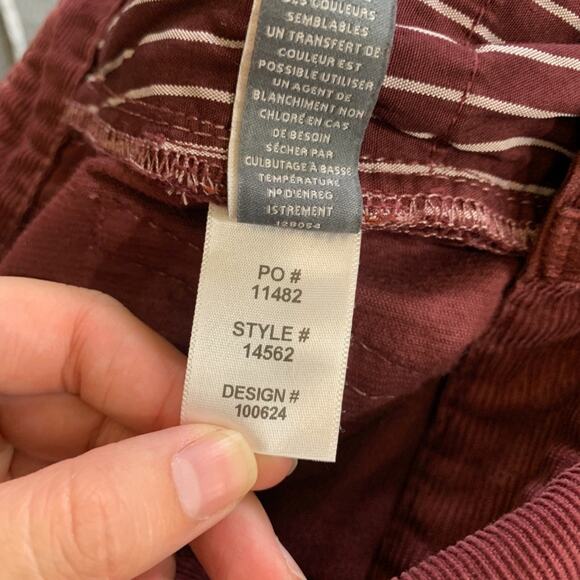 DES COULEURS
SEMBLABLES
UN TRANSFERT DE
COULEUR EST
POSSIBLE UTILISER
UN AGENT DE
BLANCHIMENT NON
CHLORÉ EN CAS
DE BESOIN
SÉCHER PAR
CULBUTAGE À BASSE
TEMPÉRATURE
N° D'ENREG
ISTREMENT
128054
PO #
11482
STYLE #
14562
DESIGN #
100624